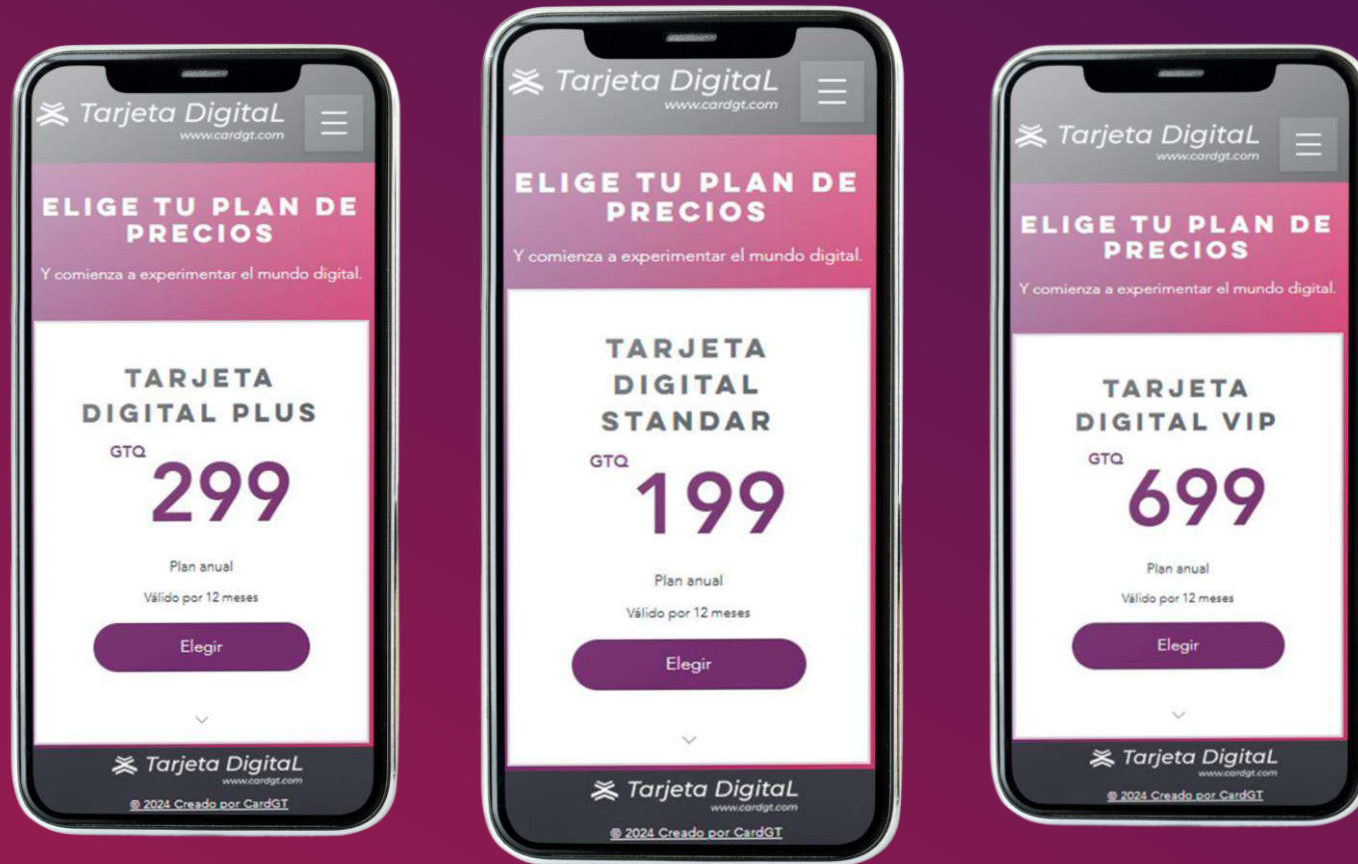 Tarjeta DigitaL
www.cardgt.com
ELIGE TU PLAN DE
PRECIOS
Y comienza a experimentar el mundo digital.
TARJETA
DIGITAL PLUS
GTQ
299
Plan anual
Válido por 12 meses
Elegir
Tarjeta DigitaL
www.cardgt.com
© 2024 Creado por CardGT
Tarjeta DigitaL
www.cardgt.com
ELIGE TU PLAN DE
PRECIOS
Y comienza a experimentar el mundo digital.
TARJETA
DIGITAL
STANDAR
GTQ
199
Plan anual
Válido por 12 meses
Elegir
Tarjeta DigitaL
www.cardgt.com
© 2024 Creado por CardGT
Tarjeta DigitaL
www.cardgt.com
ELIGE TU PLAN DE
PRECIOS
Y comienza a experimentar el mundo digital.
TARJETA
DIGITAL VIP
GTQ
699
Plan anual
Válido por 12 meses
Elegir
Tarjeta DigitaL
www.cardgt.com
© 2024 Creado por CardGT